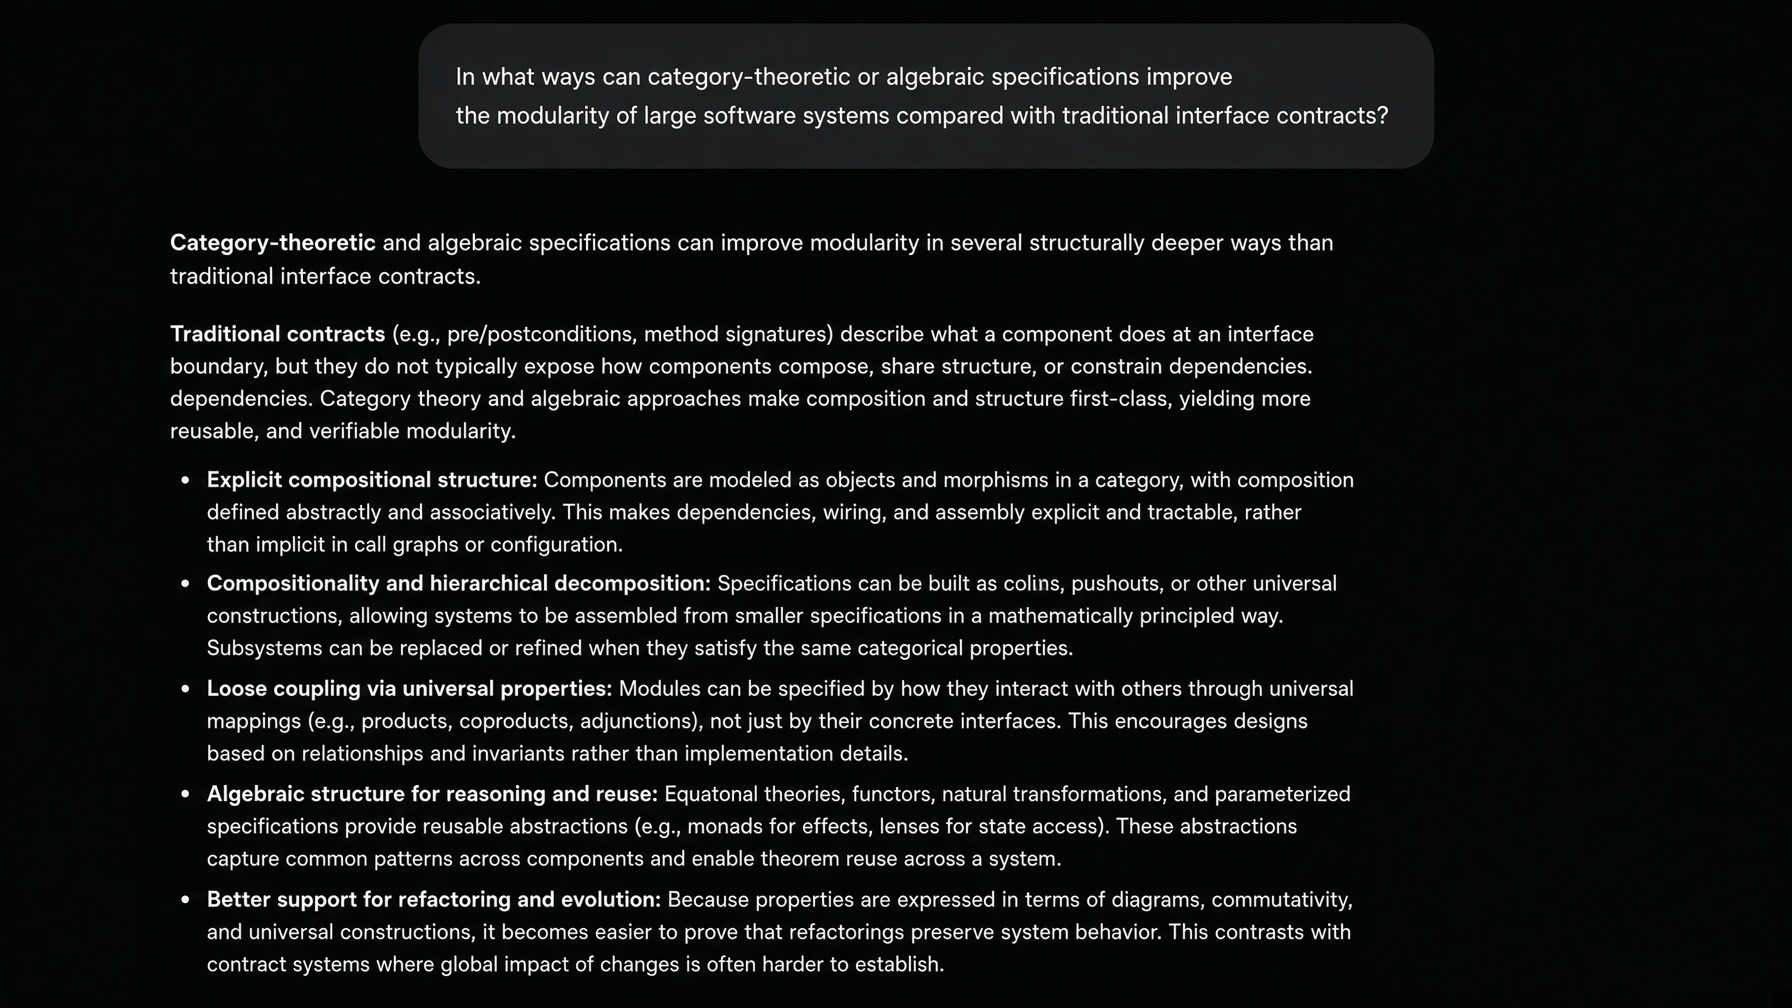 In what ways can category-theoretic or algebraic specifications improve
the modularity of large software systems compared with traditional interface contracts?
Category-theoretic and algebraic specifications can improve modularity in several structurally deeper ways than
traditional interface contracts.
Traditional contracts (e.g., pre/postconditions, method signatures) describe what a component does at an interface
boundary, but they do not typically expose how components compose, share structure, or constrain dependencies.
dependencies. Category theory and algebraic approaches make composition and structure first-class, yielding more
reusable, and verifiable modularity.
• Explicit compositional structure: Components are modeled as objects and morphisms in a category, with composition
defined abstractly and associatively. This makes dependencies, wiring, and assembly explicit and tractable, rather
than implicit in call graphs or configuration.
• Compositionality and hierarchical decomposition: Specifications can be built as colins, pushouts, or other universal
constructions, allowing systems to be assembled from smaller specifications in a mathematically principled way.
Subsystems can be replaced or refined when they satisfy the same categorical properties.
• Loose coupling via universal properties: Modules can be specified by how they interact with others through universal
mappings (e.g., products, coproducts, adjunctions), not just by their concrete interfaces. This encourages designs
based on relationships and invariants rather than implementation details.
• Algebraic structure for reasoning and reuse: Equatonal theories, functors, natural transformations, and parameterized
specifications provide reusable abstractions (e.g., monads for effects, lenses for state access). These abstractions
capture common patterns across components and enable theorem reuse across a system.
• Better support for refactoring and evolution: Because properties are expressed in terms of diagrams, commutativity,
and universal constructions, it becomes easier to prove that refactorings preserve system behavior. This contrasts with
contract systems where global impact of changes is often harder to establish.